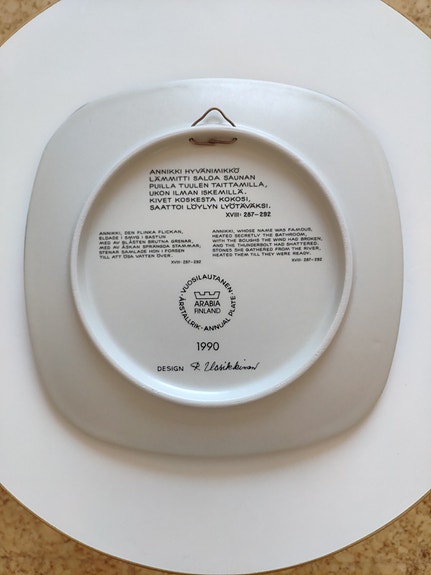 ANNIKKI HYVÄNIMIKKÖ
LÄMMITTI SALOA SAUNAN
PUILLA TUULEN TAITTAMILLA,
UKON ILMAN ISKEMILLÄ.
KIVET KOSKESTA KOKOSI,
SAATTOI LÖYLYN LYÖTÄVÄKSI.
XVIII: 287-292
ANNIKKI, DEN FLINKA FLICKAN,
ELDADE I SMYG I BASTUN
MED AV BLÅSTEN BRUTNA GRENAR,
MED AV ÅSKAN SPRÄNGDA STAMMAR;
STENAR SAMLADE HON I FORSEN
TILL ATT ÖSA VATTEN ÖVER.
XVIII: 287-292
ANNIKKI, WHOSE NAME WAS FAMOUS,
HEATED SECRETLY THE BATHROOM,
WITH THE BOUGHS THE WIND HAD BROKEN,
AND THE THUNDERBOLT HAD SHATTERED.
STONES SHE GATHERED FROM THE RIVER,
HEATED THEM TILL THEY WERE READY.
XVIII: 287-292
VUOSILAUTANEN·
ÅRSTALLRIK·ANNUAL PLATE·
ARABIA
FINLAND
1990
DESIGN R. Uosikkinen